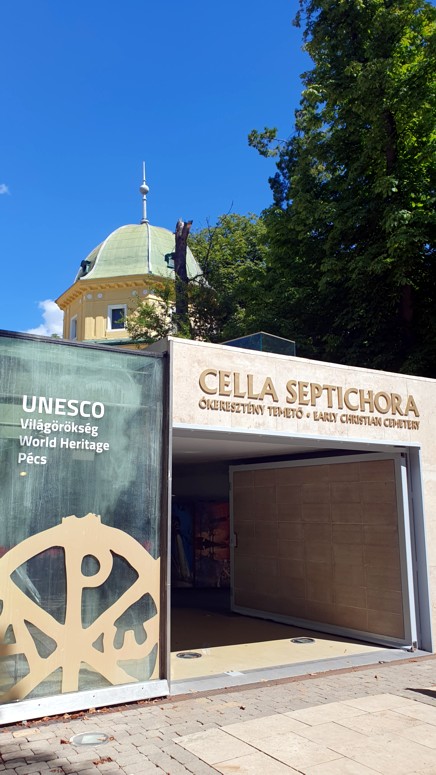 UNESCO
Világörökség
World Heritage
Pécs
CELLA SEPTICHORA
ÓKERESZTÉNY TEMETŐ • EARLY CHRISTIAN CEMETERY